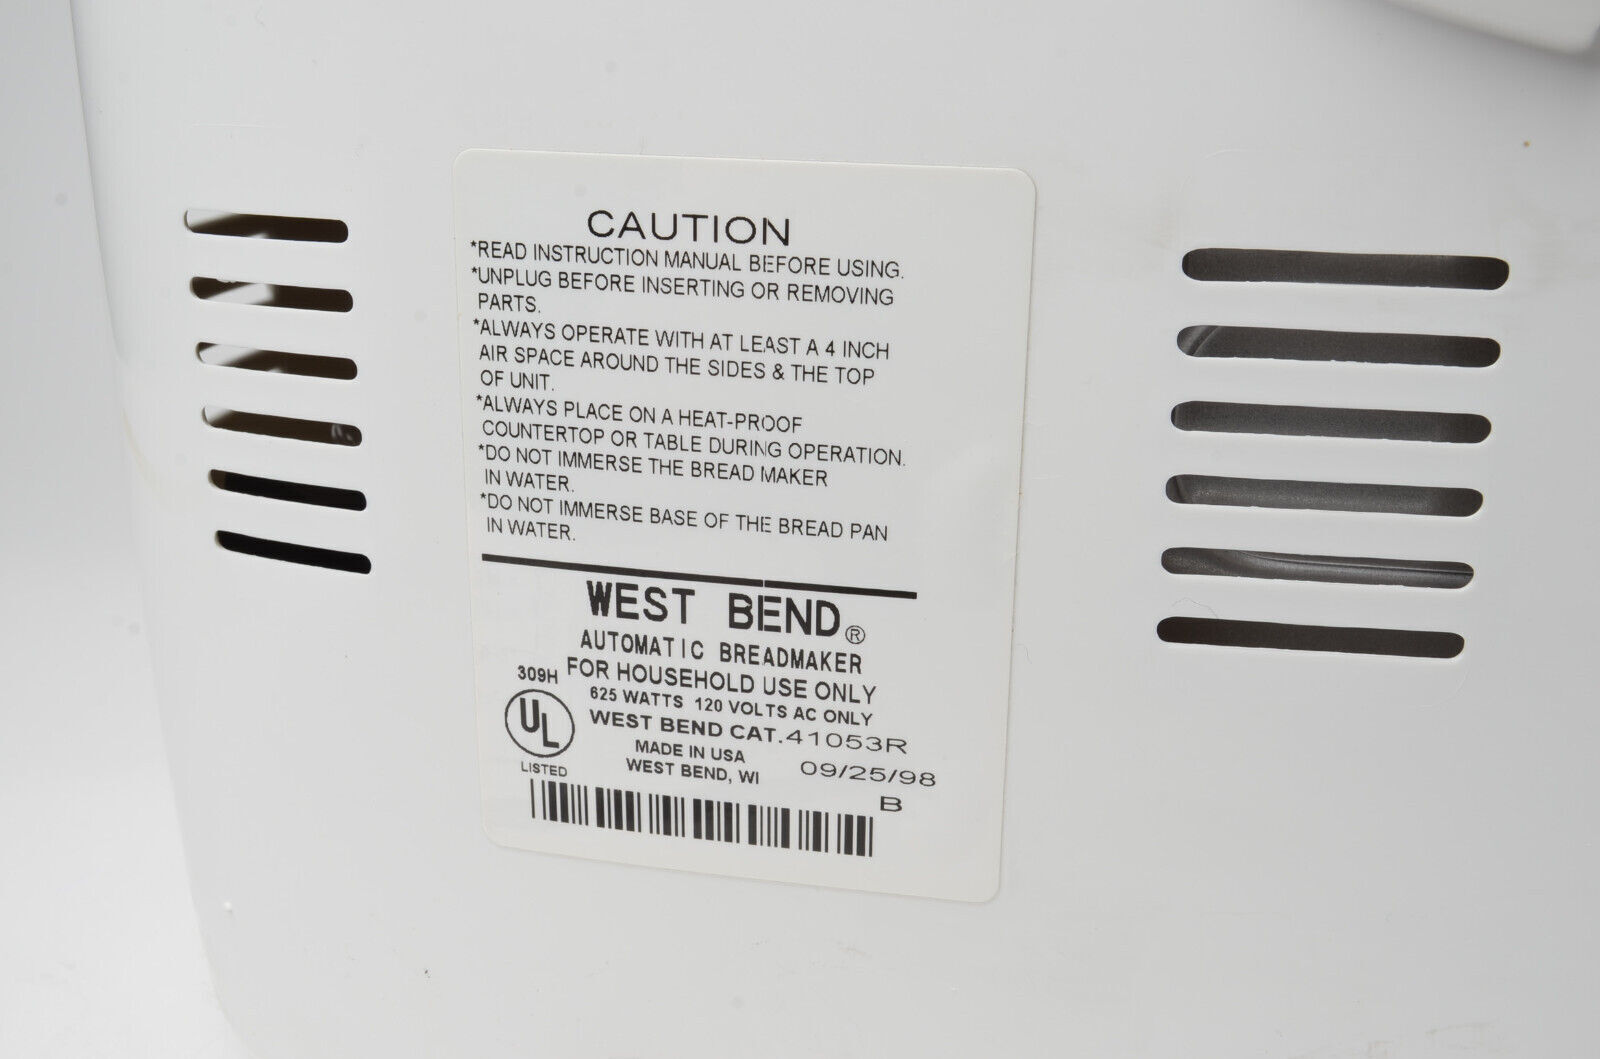 CAUTION
*READ INSTRUCTION MANUAL BEFORE USING.
*UNPLUG BEFORE INSERTING OR REMOVING
PARTS.
*ALWAYS OPERATE WITH AT LEAST A 4 INCH
AIR SPACE AROUND THE SIDES & THE TOP
OF UNIT.
*ALWAYS PLACE ON A HEAT-PROOF
COUNTERTOP OR TABLE DURING OPERATION.
*DO NOT IMMERSE THE BREAD MAKER
IN WATER.
*DO NOT IMMERSE BASE OF THE BREAD PAN
IN WATER.
WEST BEND®
AUTOMATIC BREADMAKER
309H FOR HOUSEHOLD USE ONLY
625 WATTS 120 VOLTS AC ONLY
UL WEST BEND CAT. 41053R
MADE IN USA
LISTED WEST BEND, WI 09/25/98
B